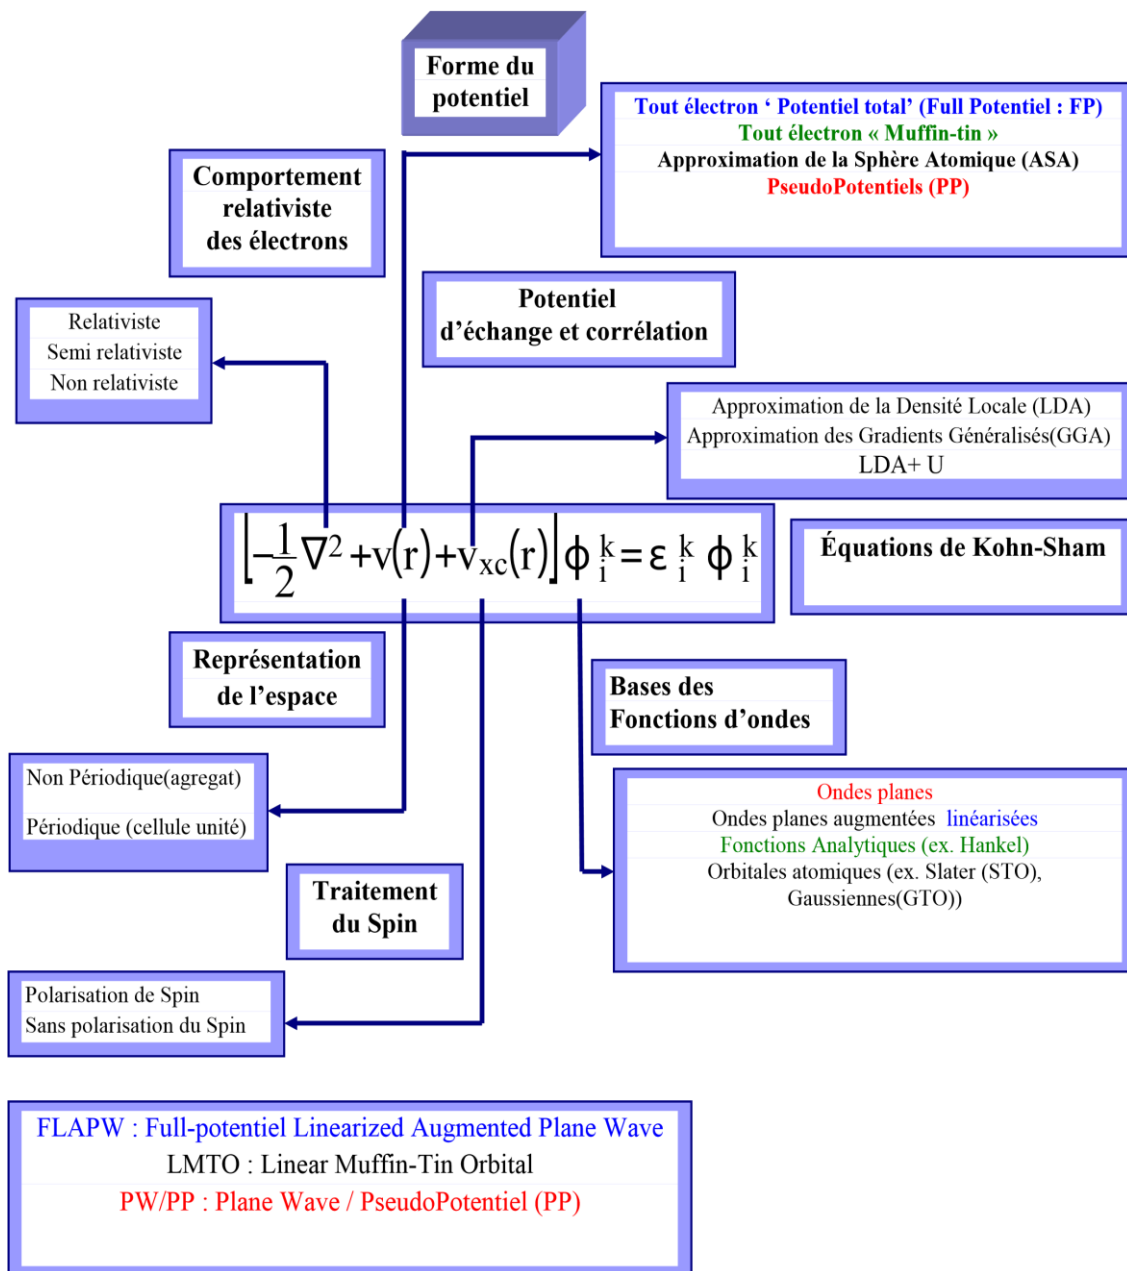 Forme du
potentiel
Tout électron ‘ Potentiel total’ (Full Potentiel : FP)
Tout électron « Muffin-tin »
Approximation de la Sphère Atomique (ASA)
PseudoPotentiels (PP)
Comportement
relativiste
des électrons
Potentiel
d’échange et corrélation
Relativiste
Semi relativiste
Non relativiste
Approximation de la Densité Locale (LDA)
Approximation des Gradients Généralisés(GGA)
LDA+ U
[-1/2 ∇² +v(r)+v_xc(r)] ϕ_i^k = ε_i^k ϕ_i^k
Équations de Kohn-Sham
Représentation
de l’espace
Bases des
Fonctions d’ondes
Non Périodique(agregat)
Périodique (cellule unité)
Ondes planes
Ondes planes augmentées linéarisées
Fonctions Analytiques (ex. Hankel)
Orbitales atomiques (ex. Slater (STO),
Gaussiennes(GTO))
Traitement
du Spin
Polarisation de Spin
Sans polarisation du Spin
FLAPW : Full-potentiel Linearized Augmented Plane Wave
LMTO : Linear Muffin-Tin Orbital
PW/PP : Plane Wave / PseudoPotentiel (PP)